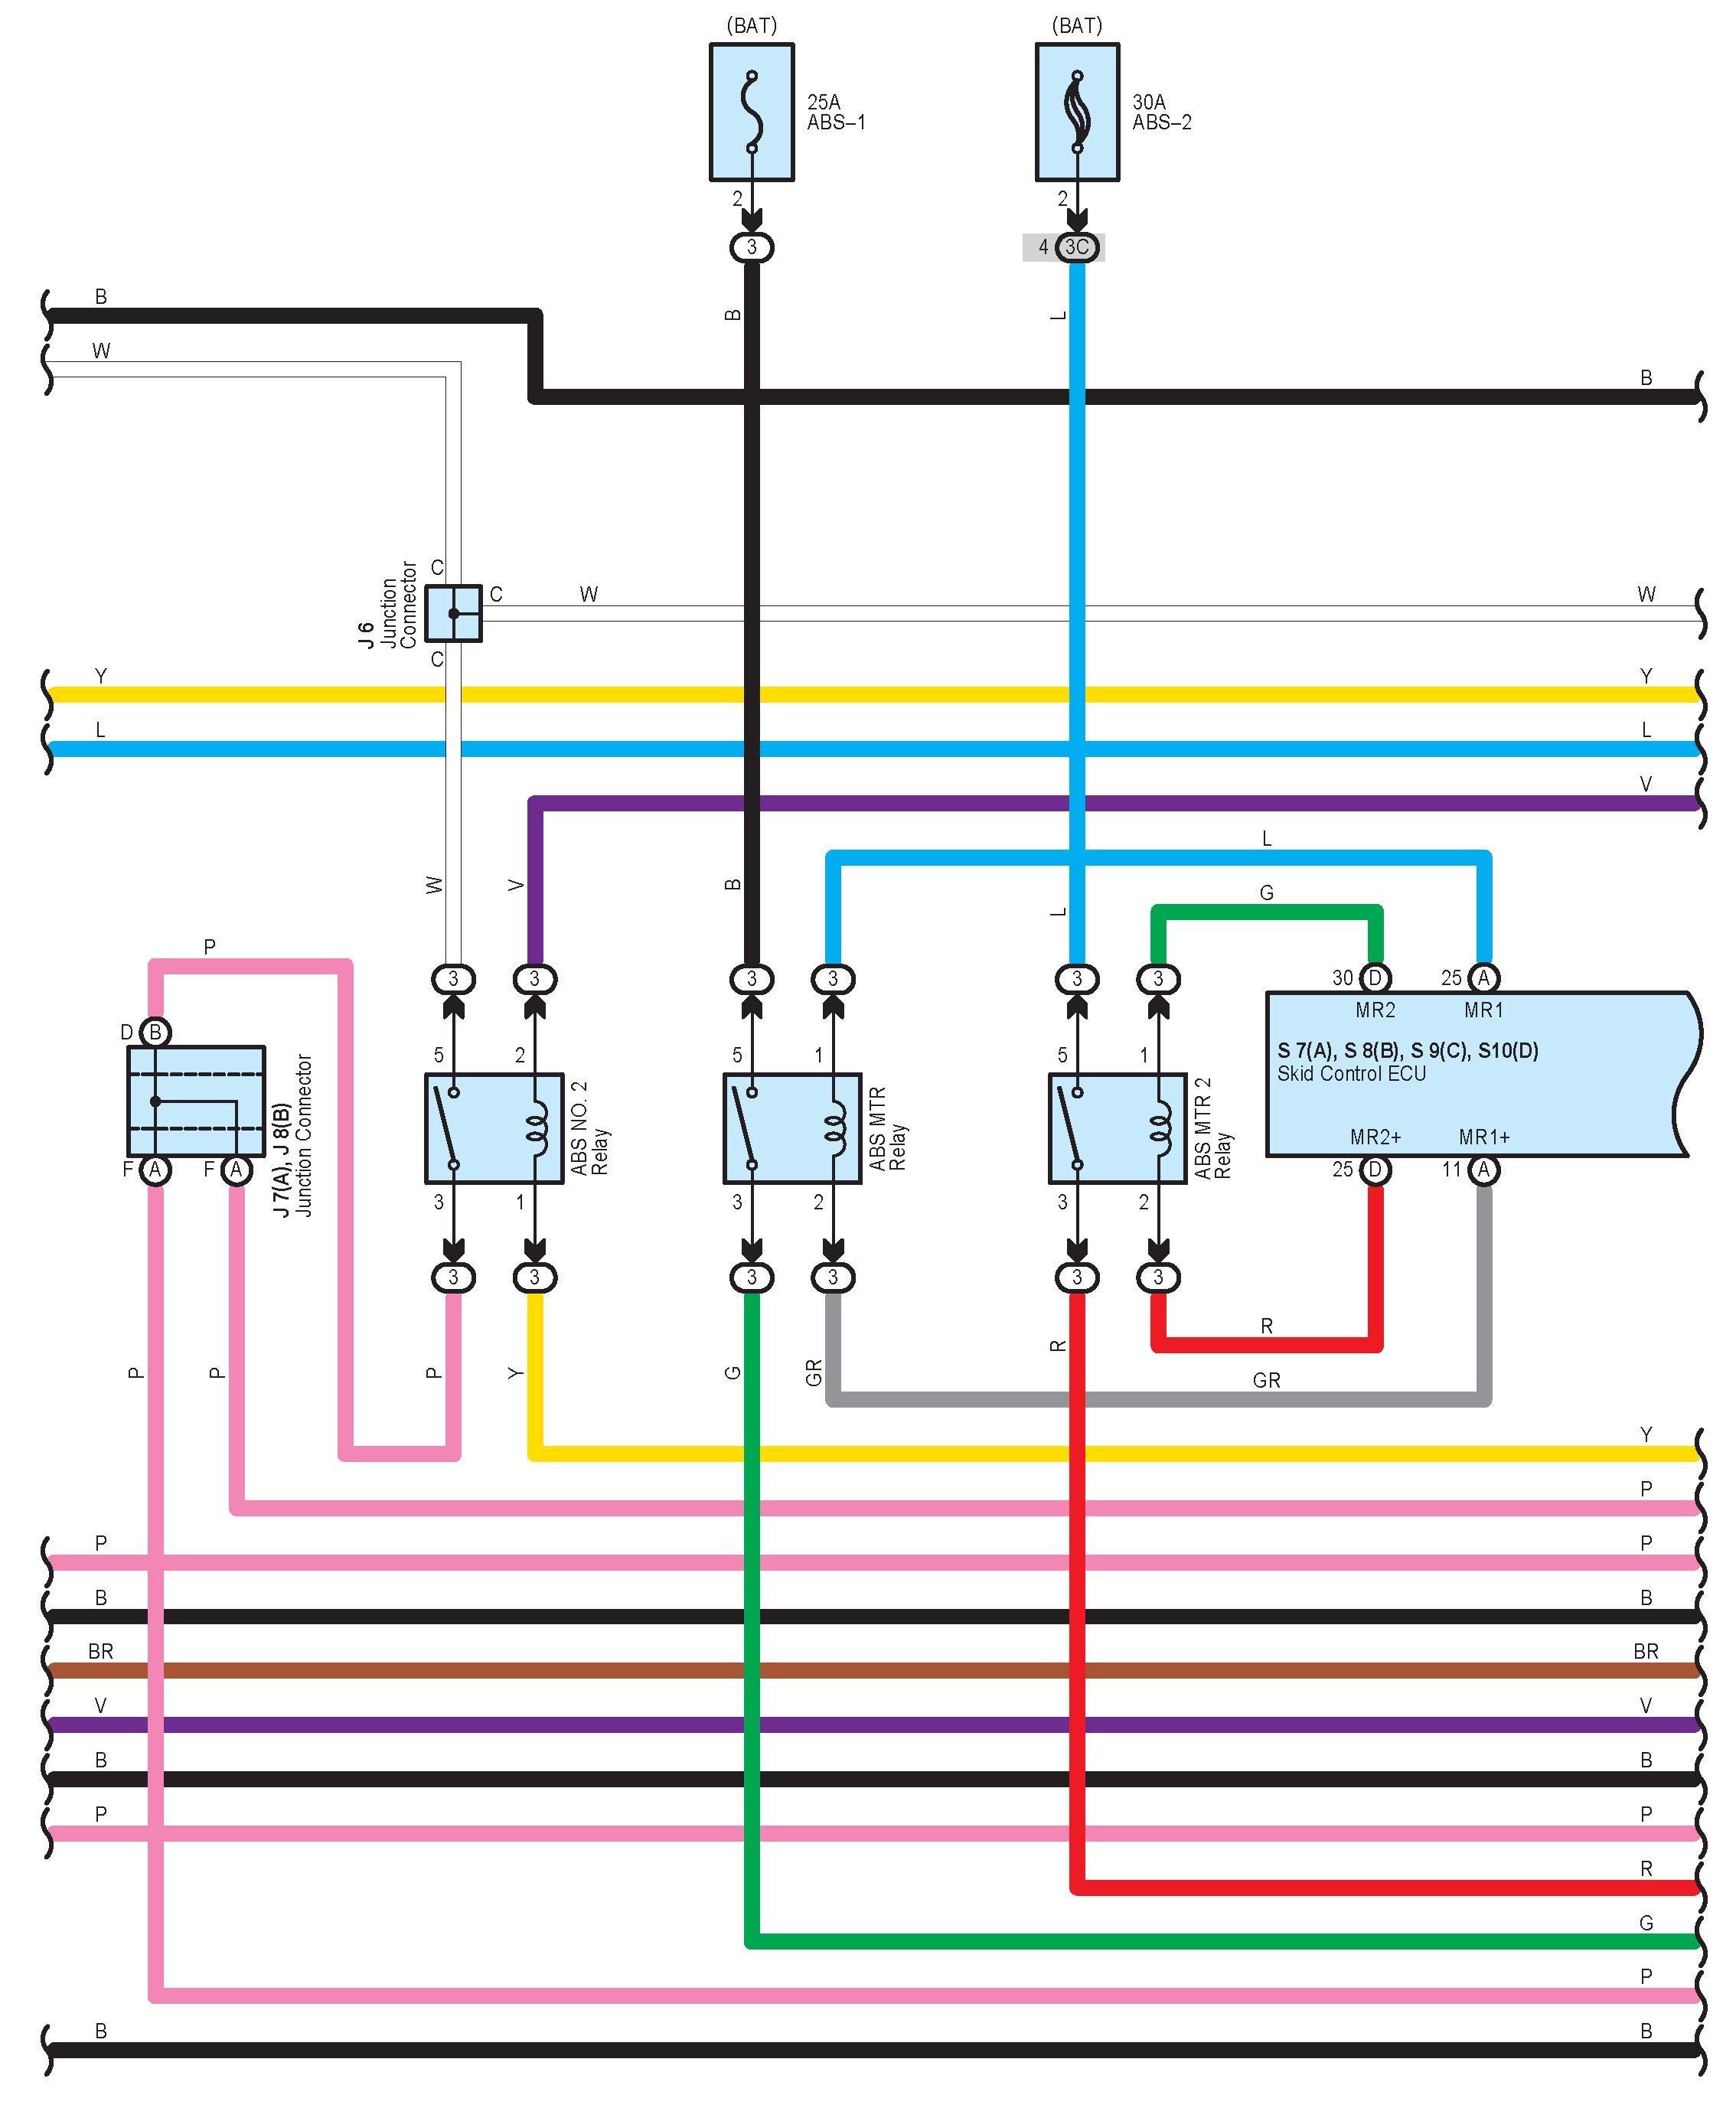 (BAT)
(BAT)
25A
ABS–1
30A
ABS–2
2
2
3
4
3C
B
B
L
W
B
C
J 6
Junction
Connector
C
W
W
C
Y
Y
L
L
V
L
W
V
B
L
G
P
3
3
3
3
3
3
30
D
25
A
MR2
MR1
D
B
5
2
5
1
5
1
S 7(A), S 8(B), S 9(C), S10(D)
Skid Control ECU
J 7(A), J 8(B)
Junction Connector
ABS NO. 2
Relay
ABS MTR
Relay
ABS MTR 2
Relay
MR2+
MR1+
F
A
F
A
25
D
11
A
3
1
3
2
3
2
3
3
3
3
3
3
R
R
P
P
P
Y
G
GR
GR
Y
P
P
P
B
B
BR
BR
V
V
B
B
P
P
R
G
P
B
B